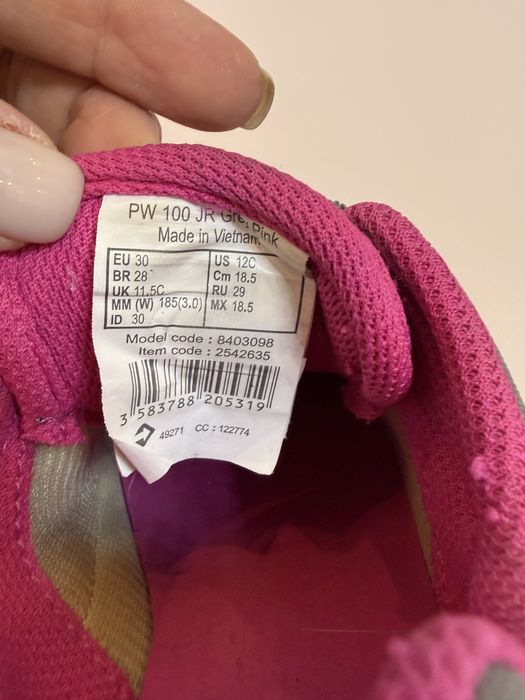 PW 100 JR Grey Pink
Made in Vietnam
EU 30 US 12C
BR 28 Cm 18.5
UK 11.5C RU 29
MM (W) 185(3.0) MX 18.5
ID 30
Model code : 8403098
Item code : 2542635
3 583788 205319
49271 CC : 122774